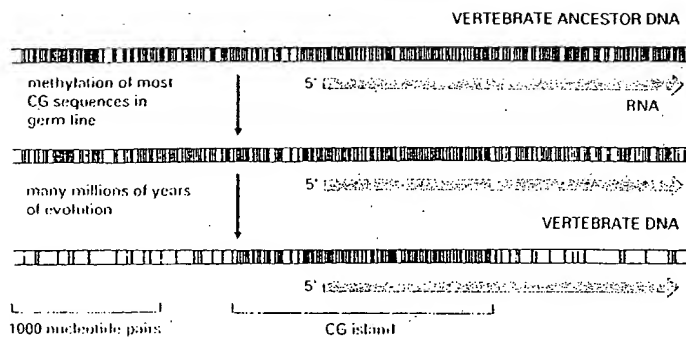 VERTEBRATE ANCESTOR DNA
methylation of most
CG sequences in
germ line
5'
RNA
5'
many millions of years
of evolution
VERTEBRATE DNA
5'
1000 nucleotide pairs
CG island